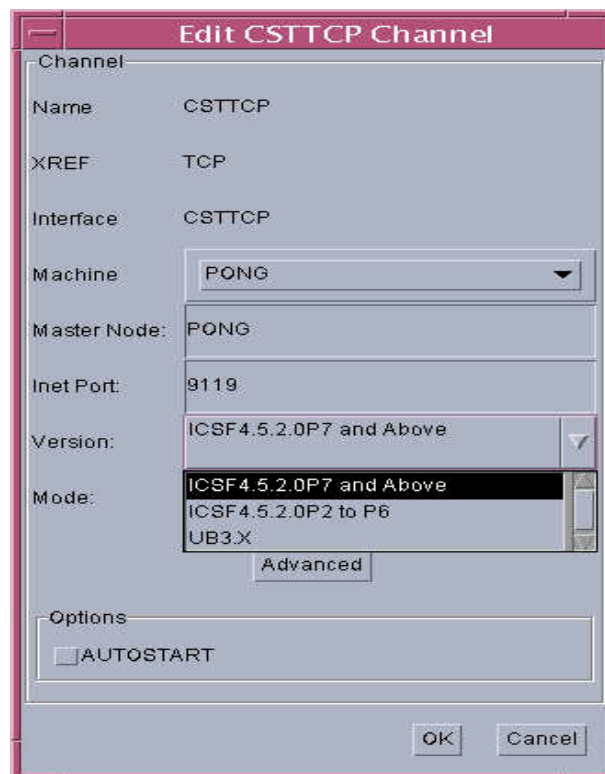 Edit CSTTCP Channel
Channel
Name CSTTCP
XREF TCP
Interface CSTTCP
Machine PONG
Master Node: PONG
Inet Port: 9119
Version: ICSF4.5.2.0P7 and Above
Mode:
ICSF4.5.2.0P7 and Above
ICSF4.5.2.0P2 to P6
UB3.X
Advanced
Options
AUTOSTART
OK Cancel